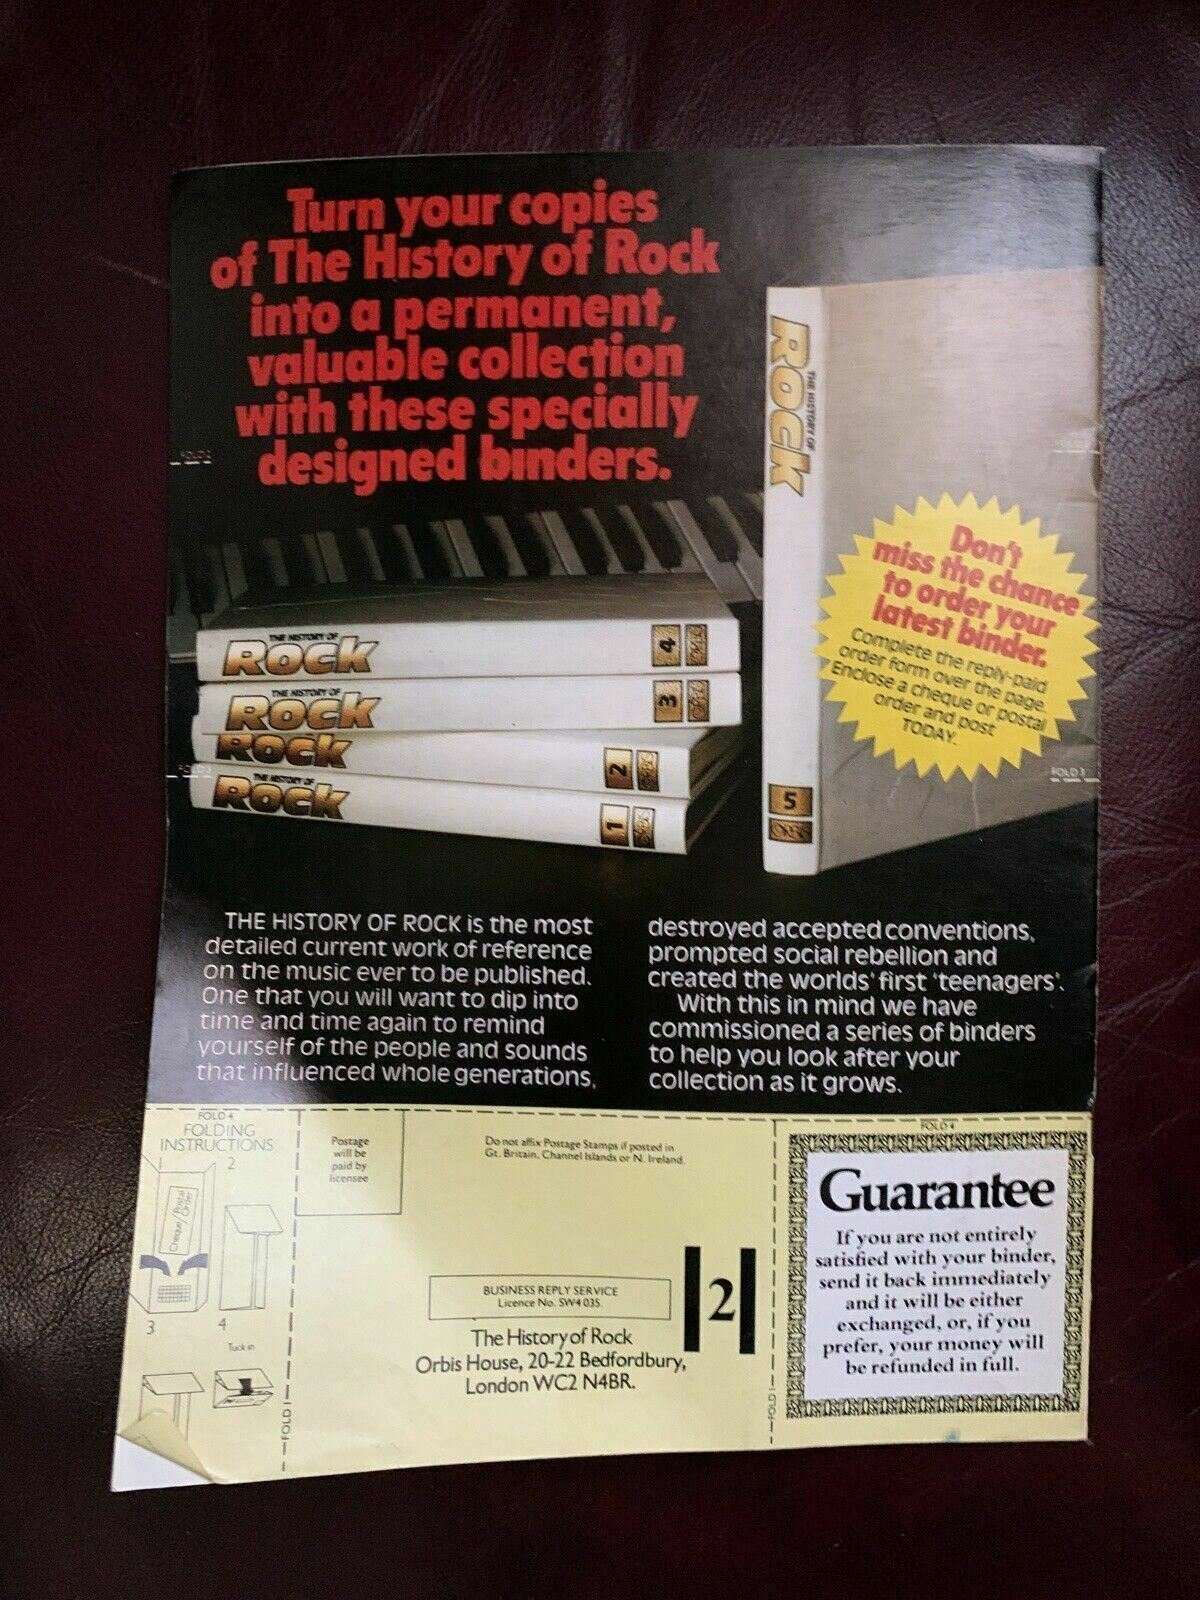 Turn your copies
of The History of Rock
into a permanent,
valuable collection
with these specially
designed binders.
THE HISTORY OF
Rock
THE HISTORY OF
Rock
4
THE HISTORY OF
Rock
3
Rock
2
THE HISTORY OF
Rock
1
5
Don't
miss the chance
to order your
latest binder.
Complete the reply-paid
order form over the page.
Enclose a cheque or postal
order and post
TODAY.
FOLD 3
THE HISTORY OF ROCK is the most
detailed current work of reference
on the music ever to be published.
One that you will want to dip into
time and time again to remind
yourself of the people and sounds
that influenced whole generations,
destroyed accepted conventions,
prompted social rebellion and
created the worlds' first 'teenagers'.
With this in mind we have
commissioned a series of binders
to help you look after your
collection as it grows.
FOLD 4
FOLDING
INSTRUCTIONS
1
2
Cheque/Postal
Order
3
4
Tuck in
FOLD 1
Postage
will be
paid by
licensee
Do not affix Postage Stamps if posted in
Gt. Britain, Channel Islands or N. Ireland.
BUSINESS REPLY SERVICE
Licence No. SW4 035.
2
The History of Rock
Orbis House, 20-22 Bedfordbury,
London WC2 N4BR.
FOLD 1
FOLD 4
Guarantee
If you are not entirely
satisfied with your binder,
send it back immediately
and it will be either
exchanged, or, if you
prefer, your money will
be refunded in full.